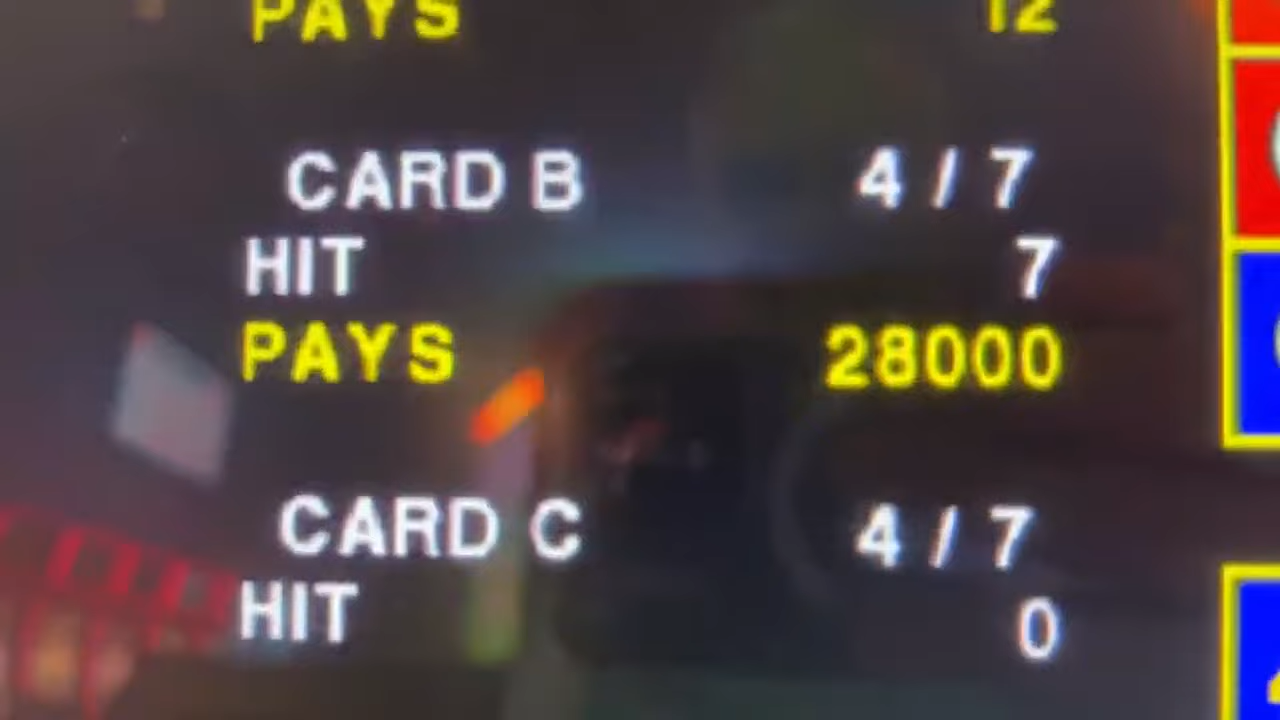 PAYS 12
CARD B 4 / 7
HIT 7
PAYS 28000
CARD C 4 / 7
HIT 0